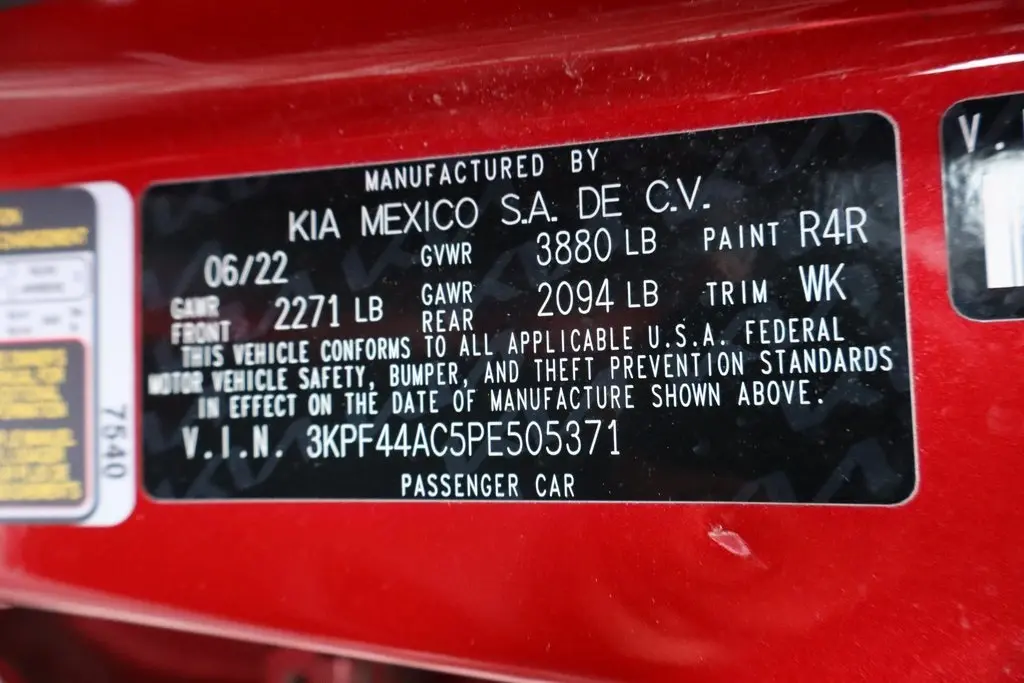 MANUFACTURED BY
KIA MEXICO S.A. DE C.V.
06/22 GVWR 3880 LB PAINT R4R
GAWR FRONT 2271 LB GAWR REAR 2094 LB TRIM WK
THIS VEHICLE CONFORMS TO ALL APPLICABLE U.S.A. FEDERAL
MOTOR VEHICLE SAFETY, BUMPER, AND THEFT PREVENTION STANDARDS
IN EFFECT ON THE DATE OF MANUFACTURE SHOWN ABOVE.
V.I.N. 3KPF44AC5PE505371
PASSENGER CAR
7540
V.